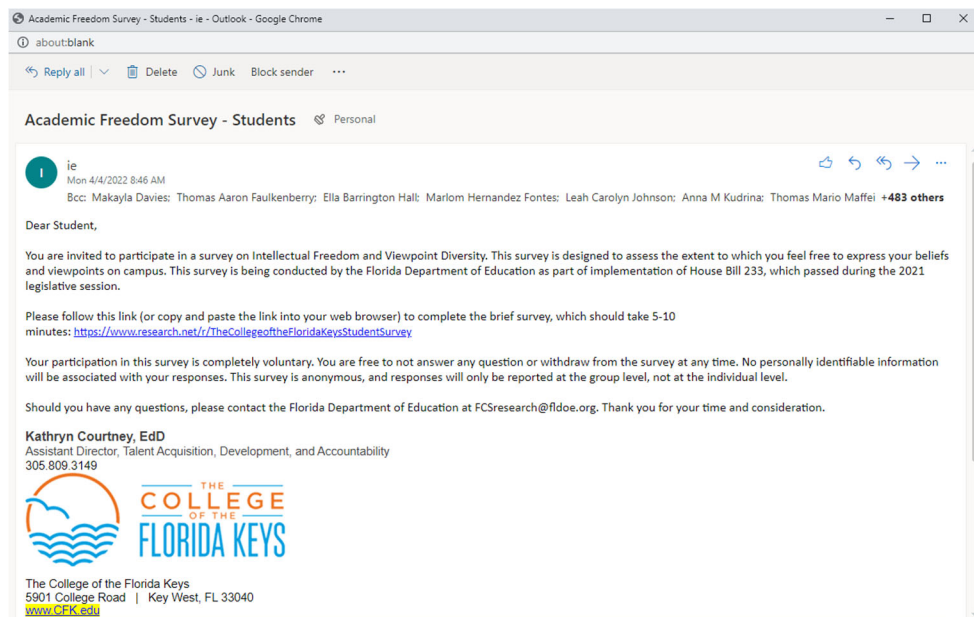 Academic Freedom Survey - Students - ie - Outlook - Google Chrome
about:blank
Reply all Delete Junk Block sender ...
Academic Freedom Survey - Students Personal
I
ie
Mon 4/4/2022 8:46 AM
Bcc: Makayla Davies; Thomas Aaron Faulkenberry; Ella Barrington Hall; Marlom Hernandez Fontes; Leah Carolyn Johnson; Anna M Kudrina; Thomas Mario Maffei +483 others
Dear Student,
You are invited to participate in a survey on Intellectual Freedom and Viewpoint Diversity. This survey is designed to assess the extent to which you feel free to express your beliefs
and viewpoints on campus. This survey is being conducted by the Florida Department of Education as part of implementation of House Bill 233, which passed during the 2021
legislative session.
Please follow this link (or copy and paste the link into your web browser) to complete the brief survey, which should take 5-10
minutes: https://www.research.net/r/TheCollegeoftheFloridaKeysStudentSurvey
Your participation in this survey is completely voluntary. You are free to not answer any question or withdraw from the survey at any time. No personally identifiable information
will be associated with your responses. This survey is anonymous, and responses will only be reported at the group level, not at the individual level.
Should you have any questions, please contact the Florida Department of Education at FCSresearch@fldoe.org. Thank you for your time and consideration.
Kathryn Courtney, EdD
Assistant Director, Talent Acquisition, Development, and Accountability
305.809.3149
THE
COLLEGE
OF THE
FLORIDA KEYS
The College of the Florida Keys
5901 College Road | Key West, FL 33040
www.CFK.edu